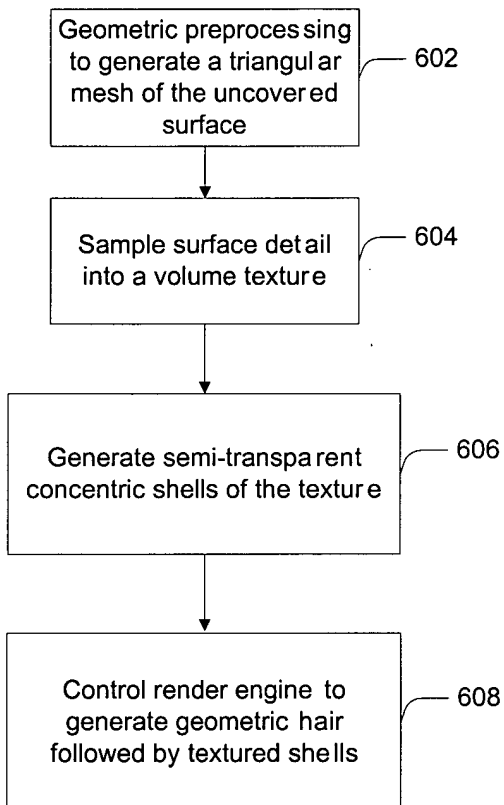 Geometric preprocessing
to generate a triangular
mesh of the uncovered
surface
602
Sample surface detail
into a volume texture
604
Generate semi-transparent
concentric shells of the texture
606
Control render engine to
generate geometric hair
followed by textured shells
608